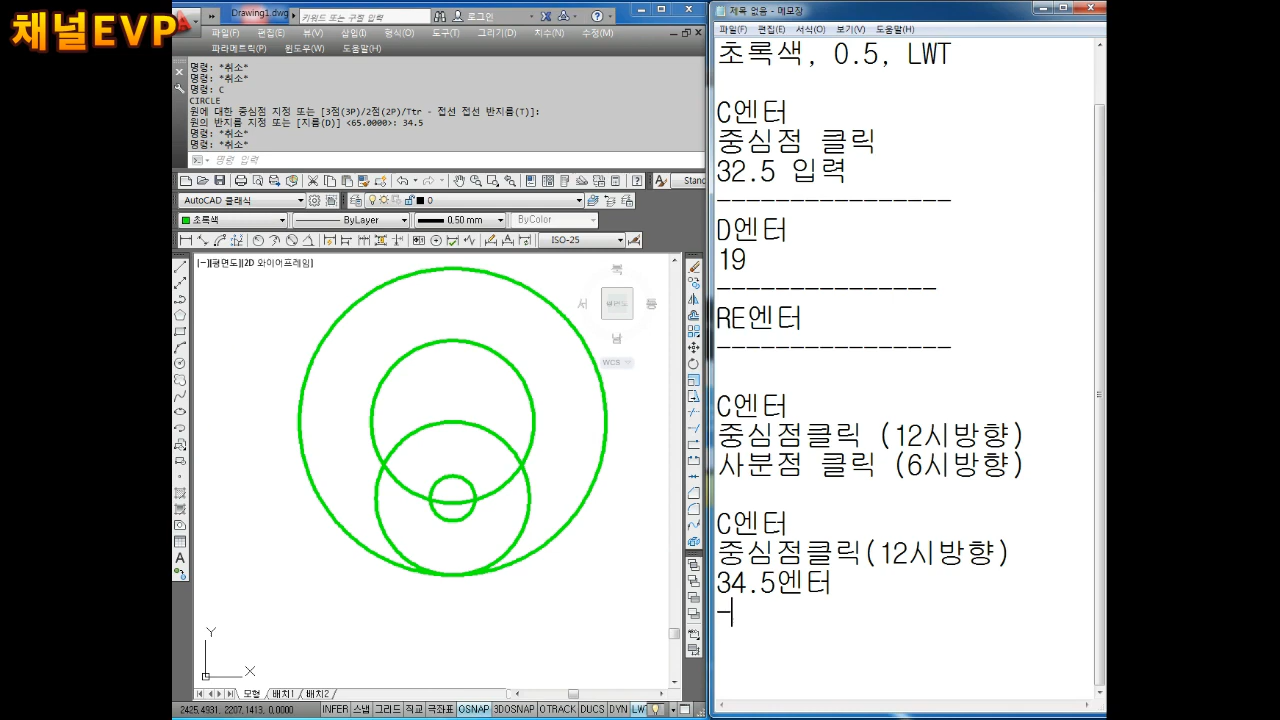 채널EVP
Drawing1.dwg
키워드 또는 구절 입력
로그인
파일(F) 편집(E) 뷰(V) 삽입(I) 형식(O) 도구(T) 그리기(D) 치수(N) 수정(M)
파라메트릭(P) 윈도우(W) 도움말(H)
명령: *취소*
명령: *취소*
명령: C
CIRCLE
원에 대한 중심점 지정 또는 [3점(3P)/2점(2P)/Ttr - 접선 접선 반지름(T)]:
원의 반지름 지정 또는 [지름(D)] <65.0000>: 34.5
명령: *취소*
명령: *취소*
명령 입력
Stand
AutoCAD 클래식
0
초록색
ByLayer
0.50 mm
ByColor
ISO-25
[-][평면도][2D 와이어프레임]
북
서
평면도
동
남
WCS
Y
X
모형 배치1 배치2
2425.4931, 2207.1413, 0.0000
INFER 스냅 그리드 직교 극좌표 OSNAP 3DOSNAP OTRACK DUCS DYN LW
제목 없음 - 메모장
파일(F) 편집(E) 서식(O) 보기(V) 도움말(H)
초록색, 0.5, LWT
C엔터
중심점 클릭
32.5 입력
----------------
D엔터
19
---------------
RE엔터
----------------
C엔터
중심점클릭 (12시방향)
사분점 클릭 (6시방향)
C엔터
중심점클릭(12시방향)
34.5엔터
-